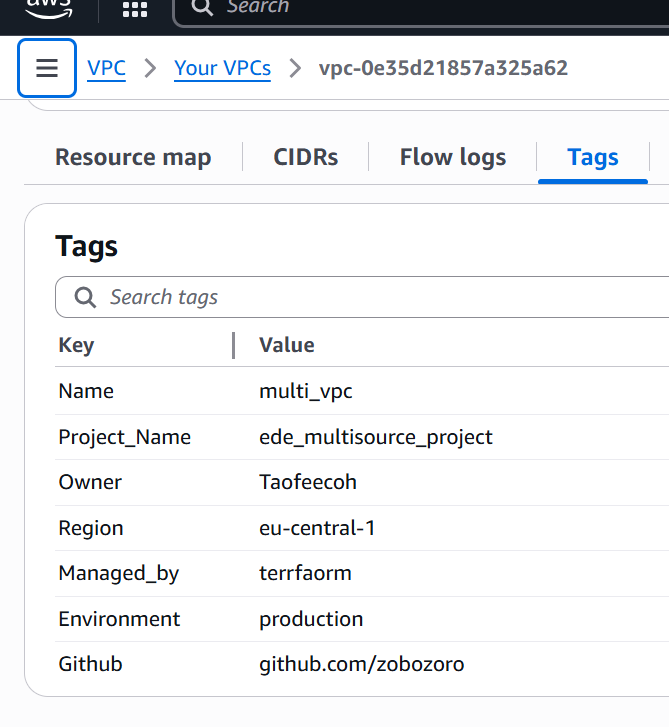 aws Search
VPC > Your VPCs > vpc-0e35d21857a325a62
Resource map CIDRs Flow logs Tags
Tags
Search tags
Key Value
Name multi_vpc
Project_Name ede_multisource_project
Owner Taofeecoh
Region eu-central-1
Managed_by terrfaorm
Environment production
Github github.com/zobozoro